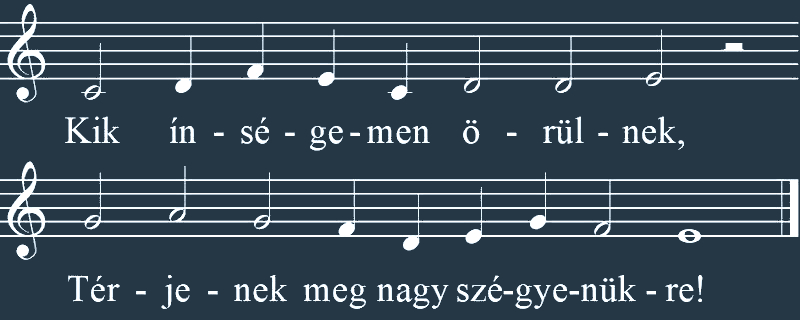 Kik ín - sé - ge - men ö - rül - nek,
Tér - je - nek meg nagy szé-gye-nük - re!